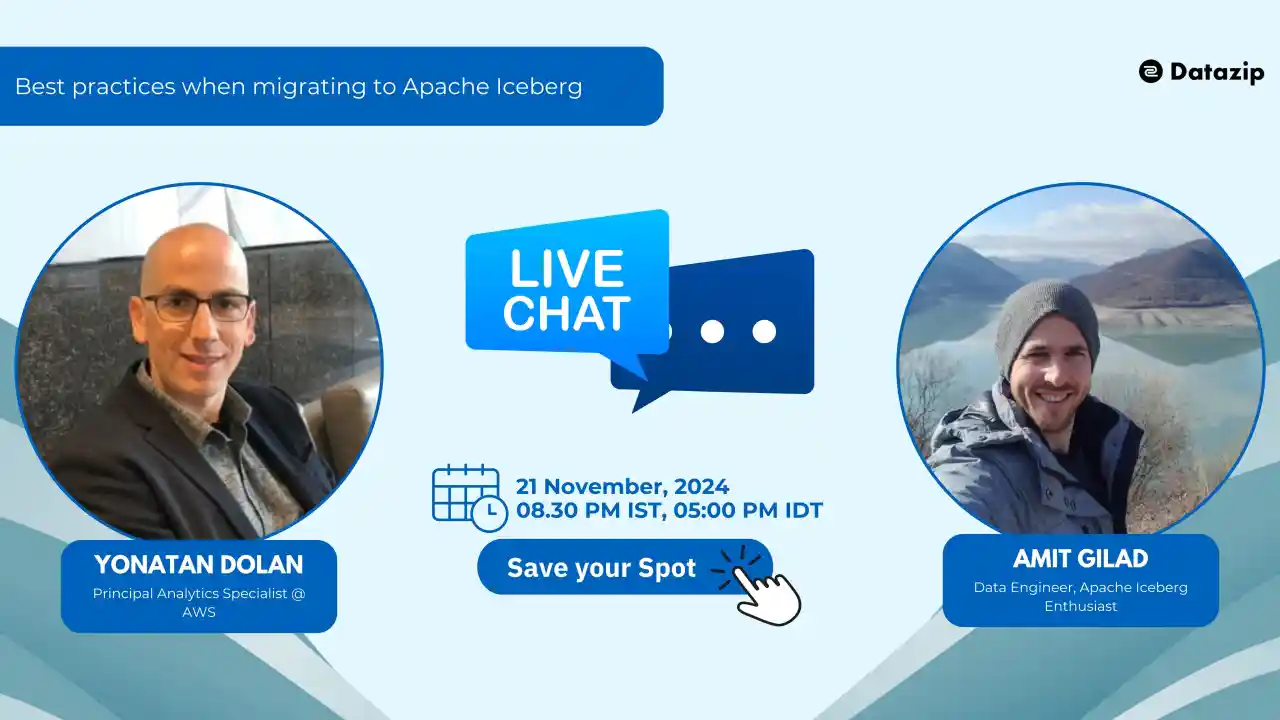 Best practices when migrating to Apache Iceberg
Datazip
LIVE
CHAT
21 November, 2024
08.30 PM IST, 05:00 PM IDT
Save your Spot
YONATAN DOLAN
Principal Analytics Specialist @
AWS
AMIT GILAD
Data Engineer, Apache Iceberg
Enthusiast